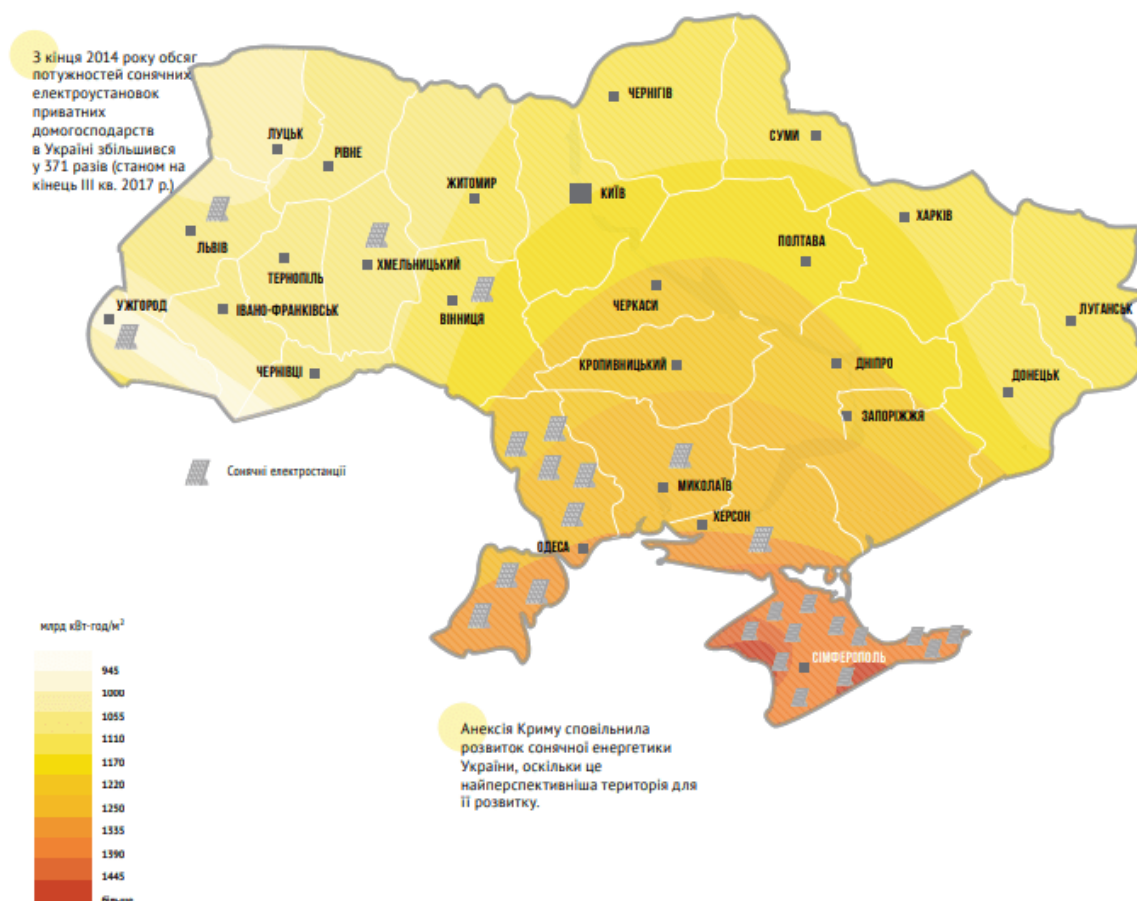 З кінця 2014 року обсяг
потужностей сонячних
електроустановок
приватних
домогосподарств
в Україні збільшився
у 371 разів (станом на
кінець III кв. 2017 р.)
ЧЕРНІГІВ
СУМИ
ЛУЦЬК
РІВНЕ
ЖИТОМИР
КИЇВ
ХАРКІВ
ЛЬВІВ
ТЕРНОПІЛЬ
ХМЕЛЬНИЦЬКИЙ
ПОЛТАВА
УЖГОРОД
ІВАНО-ФРАНКІВСЬК
ВІННИЦЯ
ЧЕРКАСИ
ЛУГАНСЬК
ЧЕРНІВЦІ
КРОПИВНИЦЬКИЙ
ДНІПРО
ДОНЕЦЬК
ЗАПОРІЖЖЯ
Сонячні електростанції
МИКОЛАЇВ
ХЕРСОН
ОДЕСА
СІМФЕРОПОЛЬ
млрд кВт-год/м²
945
1000
1055
1110
1170
1220
1250
1335
1390
1445
Анексія Криму сповільнила
розвиток сонячної енергетики
України, оскільки це
найперспективніша територія для
її розвитку.